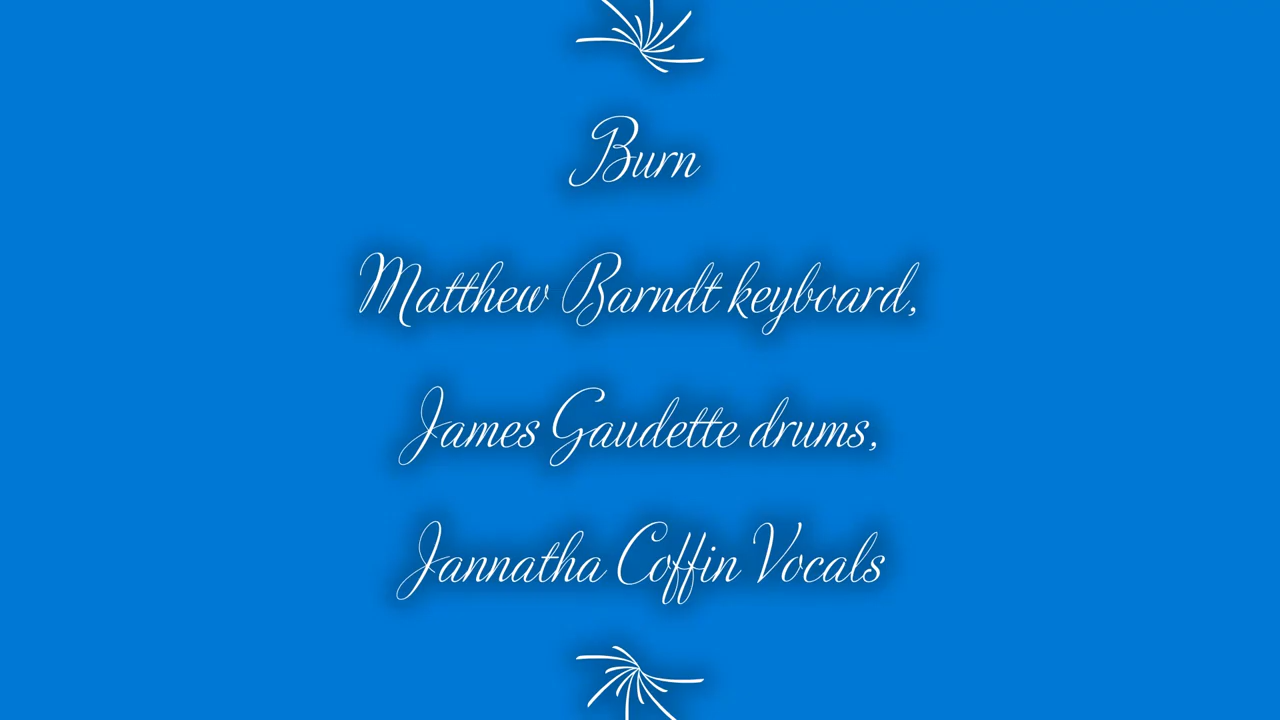 Burn
Matthew Barndt keyboard,
James Gaudette drums,
Jannatha Coffin Vocals